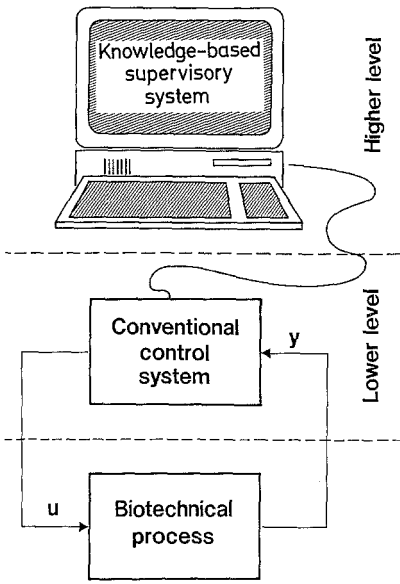 Knowledge-based
supervisory
system
Higher level
Conventional
control
system
y
Lower level
u
Biotechnical
process